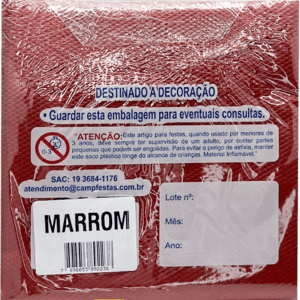 DESTINADO A DECORAÇÃO
• Guardar esta embalagem para eventuais consultas.
0-3
"ATENÇÃO: Este artigo para festas, quando usado por menores de
3 anos, deve sempre ter supervisão de um adulto, por conter partes
pequenas que podem ser engolidas. Para evitar o perigo de asfixia, manter
este saco plástico longe do alcance de crianças. Material Inflamável."
SAC: 19 3684-1176
atendimento@campfestas.com.br
MARROM
Lote nº:
Mês:
Ano: